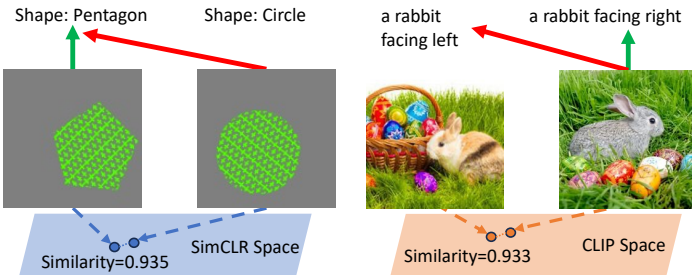 Shape: Pentagon
Shape: Circle
a rabbit
facing left
a rabbit facing right
SimCLR Space
Similarity=0.935
CLIP Space
Similarity=0.933